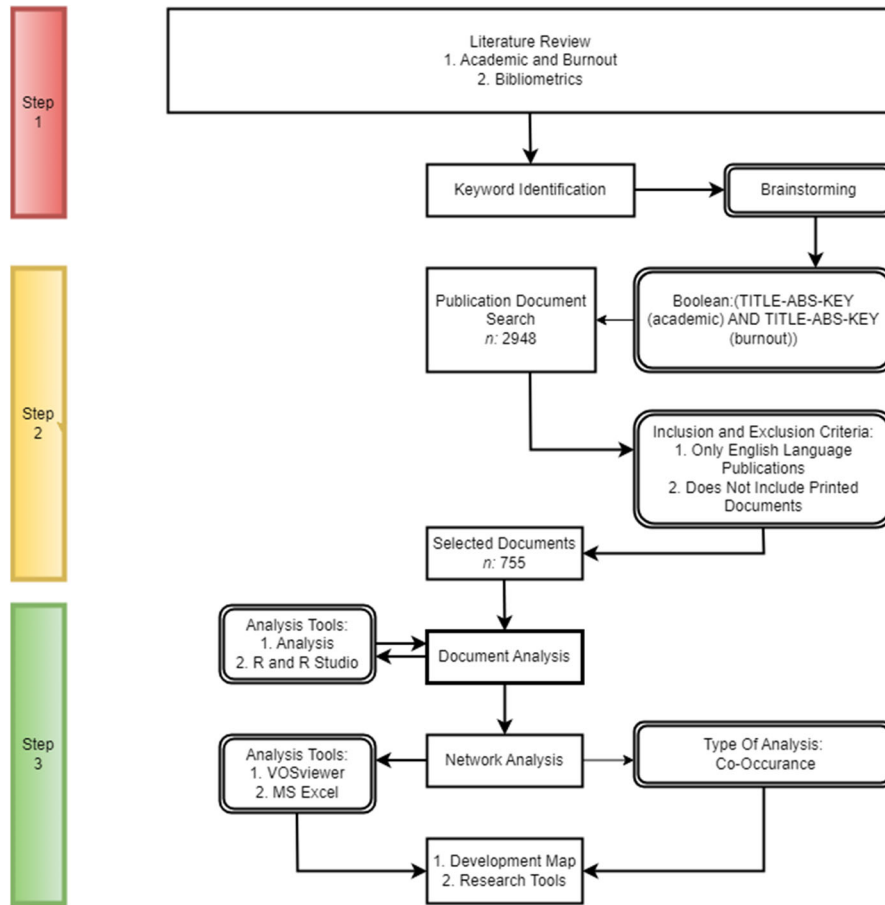 Step
1
Literature Review
1. Academic and Burnout
2. Bibliometrics
Keyword Identification
Brainstorming
Step
2
Publication Document
Search
n: 2948
Boolean:(TITLE-ABS-KEY
(academic) AND TITLE-ABS-KEY
(burnout))
Inclusion and Exclusion Criteria:
1. Only English Language
Publications
2. Does Not Include Printed
Documents
Selected Documents
n: 755
Step
3
Analysis Tools:
1. Analysis
2. R and R Studio
Document Analysis
Analysis Tools:
1. VOSviewer
2. MS Excel
Network Analysis
Type Of Analysis:
Co-Occurance
1. Development Map
2. Research Tools